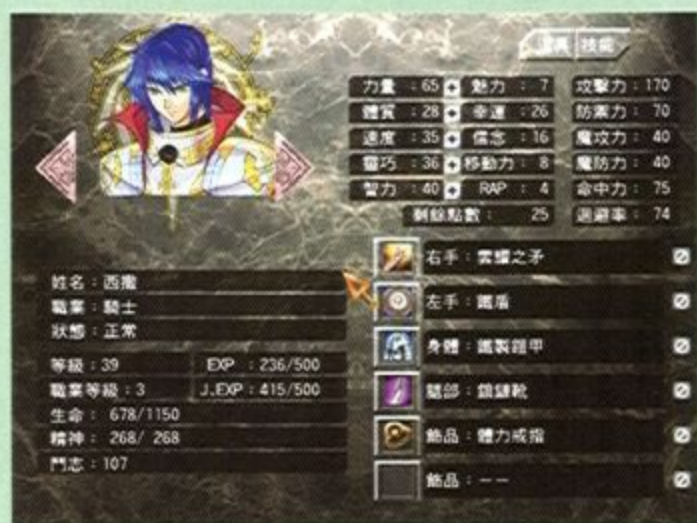 技能
力量：65 魅力：7 攻擊力：170
體質：28 幸運：26 防禦力：70
速度：35 信念：16 魔攻力：40
靈巧：36 移動力：8 魔防力：40
智力：40 RAP：4 命中力：75
剩餘點數：25 迴避率：74
右手：雲耀之矛
左手：鐵盾
身體：鐵製鎧甲
腿部：鎖鏈靴
飾品：體力戒指
飾品：－－
姓名：西撒
職業：騎士
狀態：正常
等級：39 EXP：236/500
職業等級：3 J.EXP：415/500
生命：678/1150
精神：268/ 268
鬥志：107